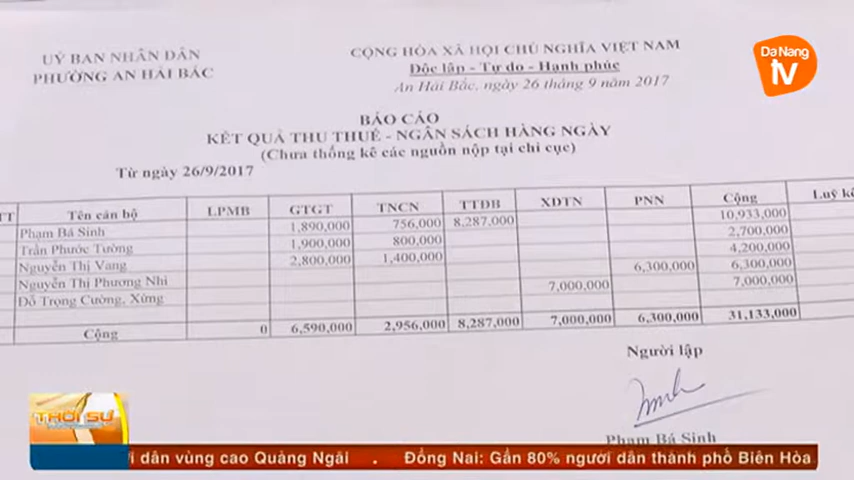 UỶ BAN NHÂN DÂN
PHƯỜNG AN HẢI BẮC
CỘNG HÒA XÃ HỘI CHỦ NGHĨA VIỆT NAM
Độc lập - Tự do - Hạnh phúc
An Hải Bắc, ngày 26 tháng 9 năm 2017
Da Nang
tv
BÁO CÁO
KẾT QUẢ THU THUẾ - NGÂN SÁCH HÀNG NGÀY
(Chưa thống kê các nguồn nộp tại chi cục)
Từ ngày 26/9/2017
TT Tên cán bộ LPMB GTGT TNCN TTĐB XDTN PNN Cộng Luỹ kế
Phạm Bá Sinh 1,890,000 756,000 8,287,000 10,933,000
Trần Phước Tường 1,900,000 800,000 2,700,000
Nguyễn Thị Vang 2,800,000 1,400,000 4,200,000
Nguyễn Thị Phương Nhi 6,300,000 6,300,000
Đỗ Trọng Cường, Xừng 7,000,000 7,000,000
Cộng 0 6,590,000 2,956,000 8,287,000 7,000,000 6,300,000 31,133,000
Người lập
Phạm Bá Sinh
THỜI SỰ
i dân vùng cao Quảng Ngãi . Đồng Nai: Gần 80% người dân thành phố Biên Hòa